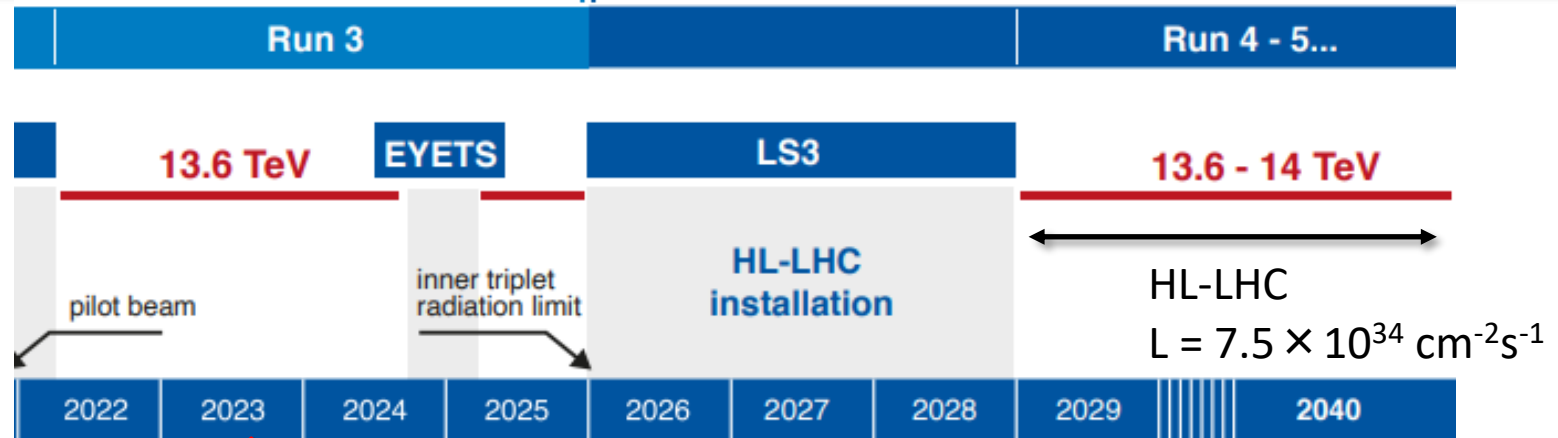 Run 3
Run 4 - 5...
13.6 TeV
EYETS
LS3
13.6 - 14 TeV
pilot beam
inner triplet
radiation limit
HL-LHC
installation
HL-LHC
L = 7.5 × 10³⁴ cm⁻²s⁻¹
2022 2023 2024 2025 2026 2027 2028 2029 2040